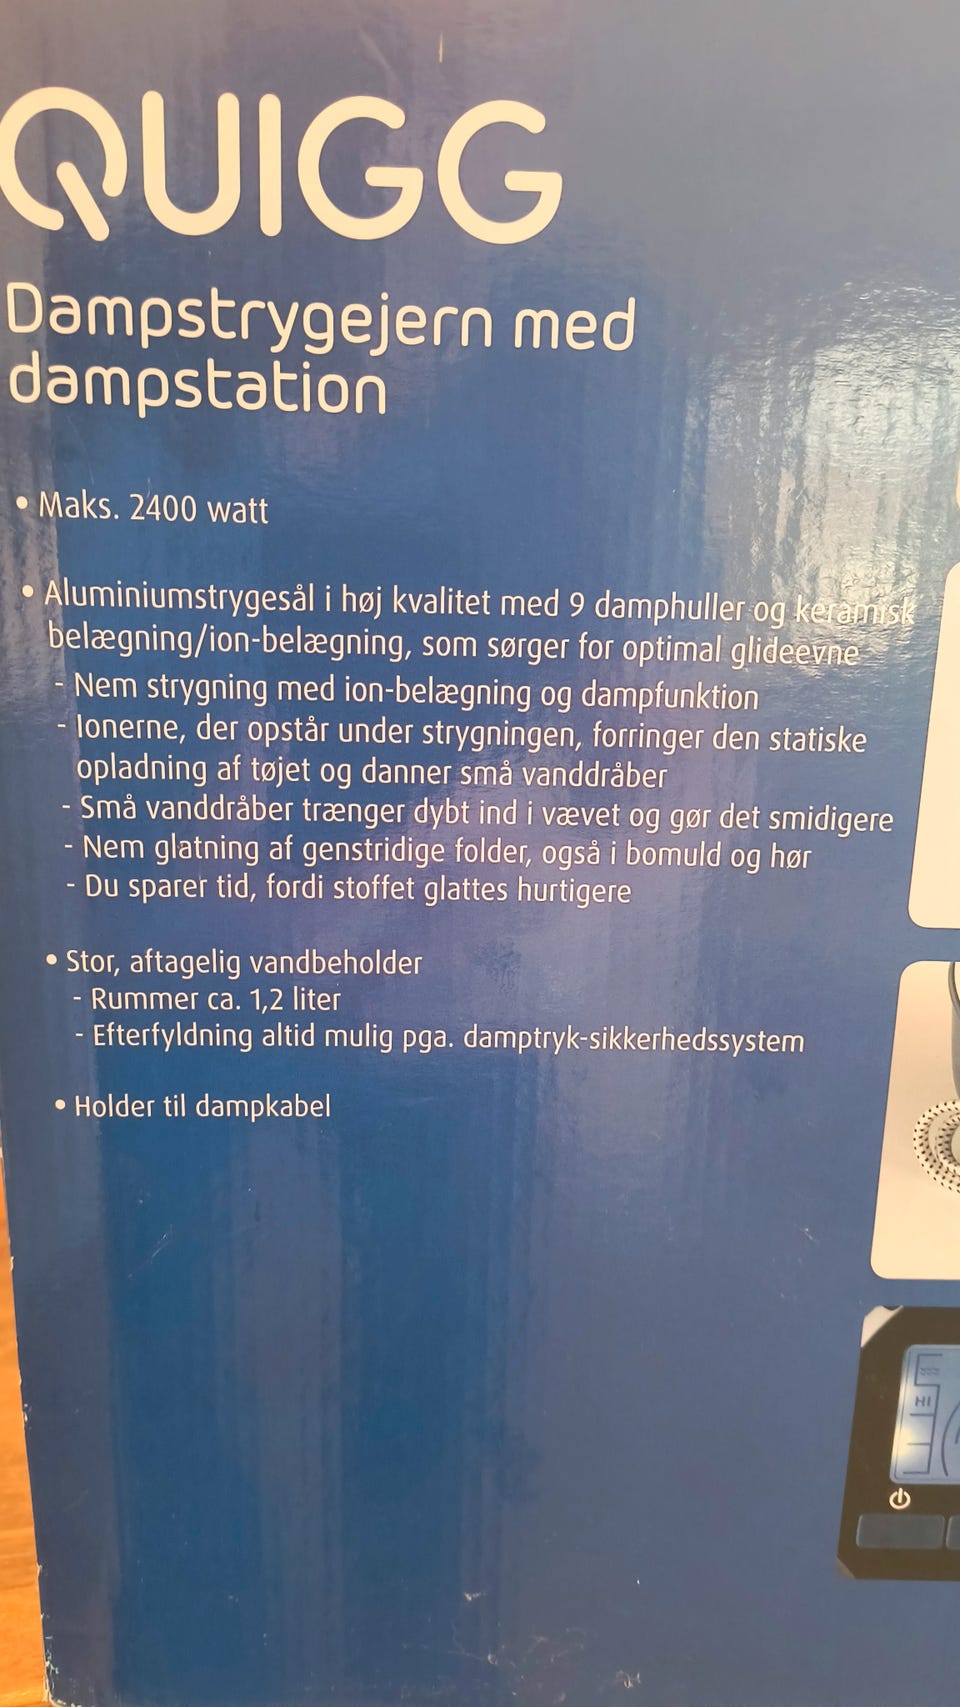 QUIGG
Dampstrygejern med
dampstation
• Maks. 2400 watt
• Aluminiumstrygesål i høj kvalitet med 9 damphuller og keramisk
belægning/ion-belægning, som sørger for optimal glideevne
- Nem strygning med ion-belægning og dampfunktion
- Ionerne, der opstår under strygningen, forringer den statiske
opladning af tøjet og danner små vanddråber
- Små vanddråber trænger dybt ind i vævet og gør det smidigere
- Nem glatning af genstridige folder, også i bomuld og hør
- Du sparer tid, fordi stoffet glattes hurtigere
• Stor, aftagelig vandbeholder
- Rummer ca. 1,2 liter
- Efterfyldning altid mulig pga. damptryk-sikkerhedssystem
• Holder til dampkabel
HI